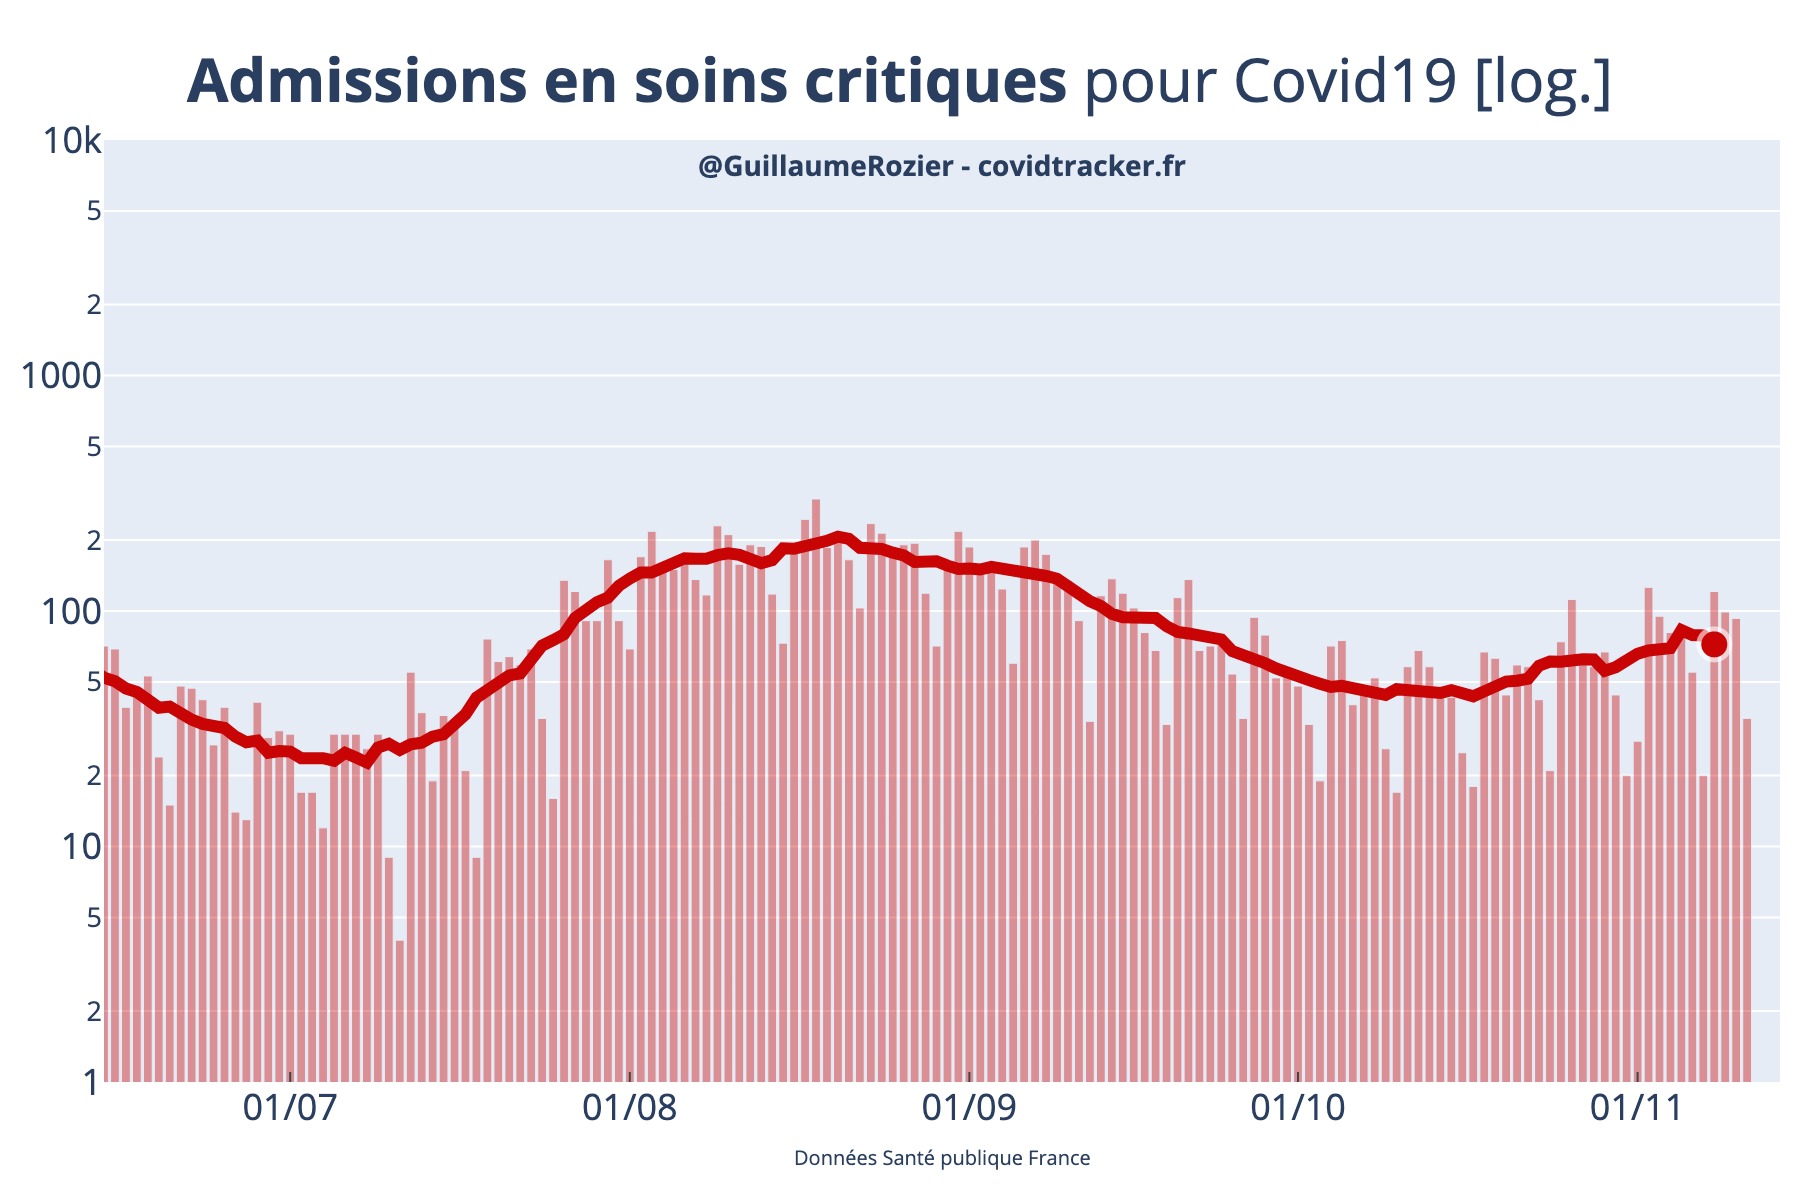 Admissions en soins critiques pour Covid19 [log.]
@GuillaumeRozier - covidtracker.fr
10k
5
2
1000
5
2
100
5
2
10
5
2
1
01/07 01/08 01/09 01/10 01/11
Données Santé publique France